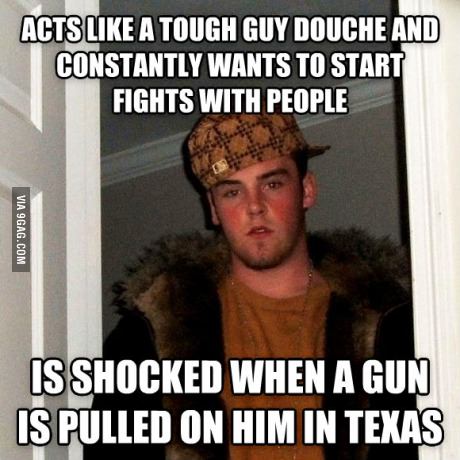 ACTS LIKE A TOUGH GUY DOUCHE AND
CONSTANTLY WANTS TO START
FIGHTS WITH PEOPLE
VIA 9GAG.COM
IS SHOCKED WHEN A GUN
IS PULLED ON HIM IN TEXAS